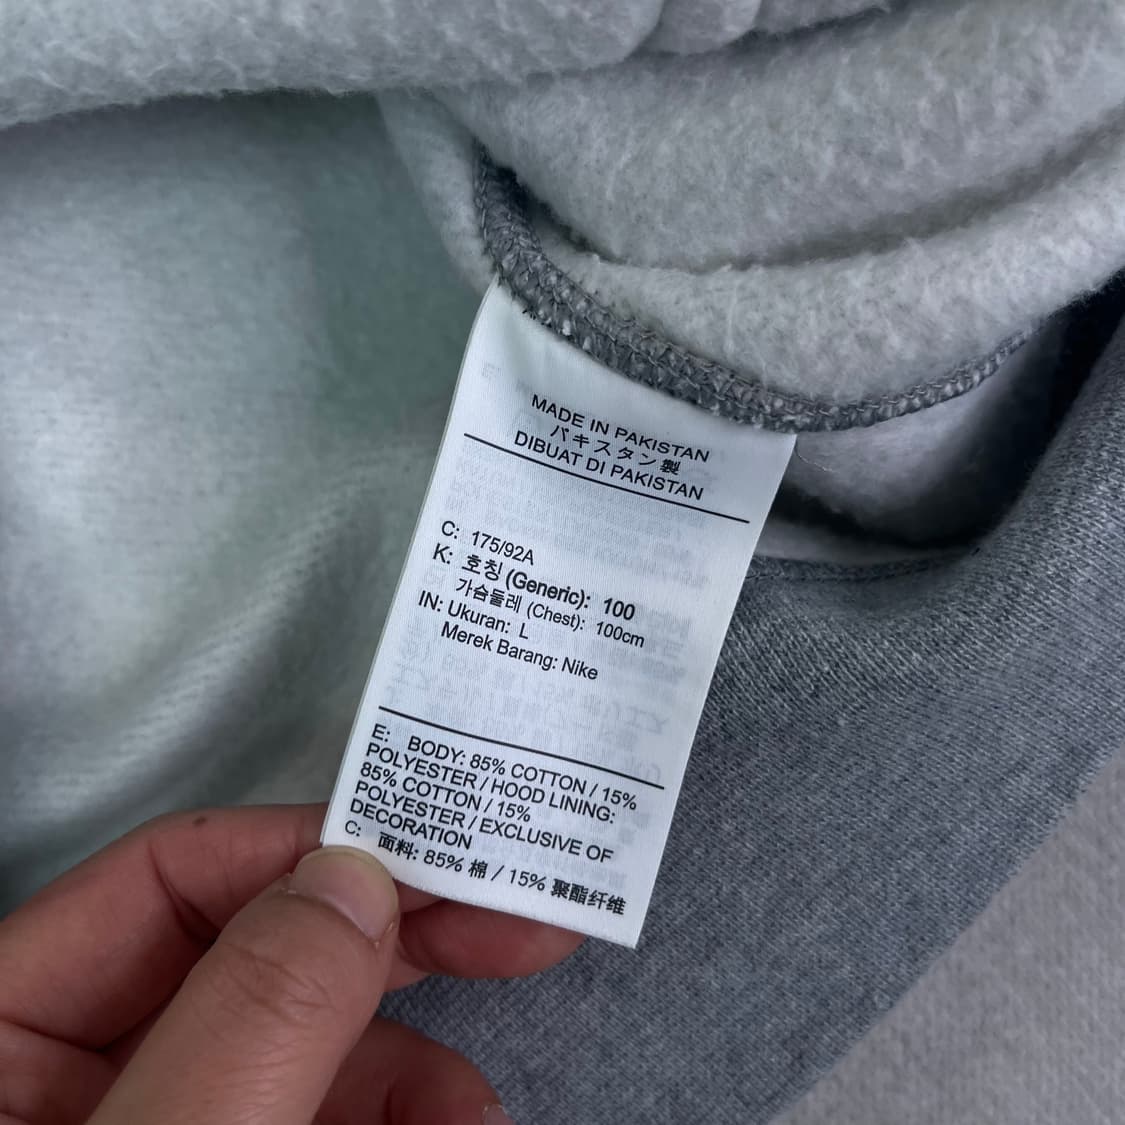 MADE IN PAKISTAN
パキスタン製
DIBUAT DI PAKISTAN
C: 175/92A
K: 호칭 (Generic): 100
가슴둘레 (Chest): 100cm
IN: Ukuran: L
Merek Barang: Nike
E: BODY: 85% COTTON / 15%
POLYESTER / HOOD LINING:
85% COTTON / 15%
POLYESTER / EXCLUSIVE OF
DECORATION
C: 面料: 85% 棉 / 15% 聚酯纤维